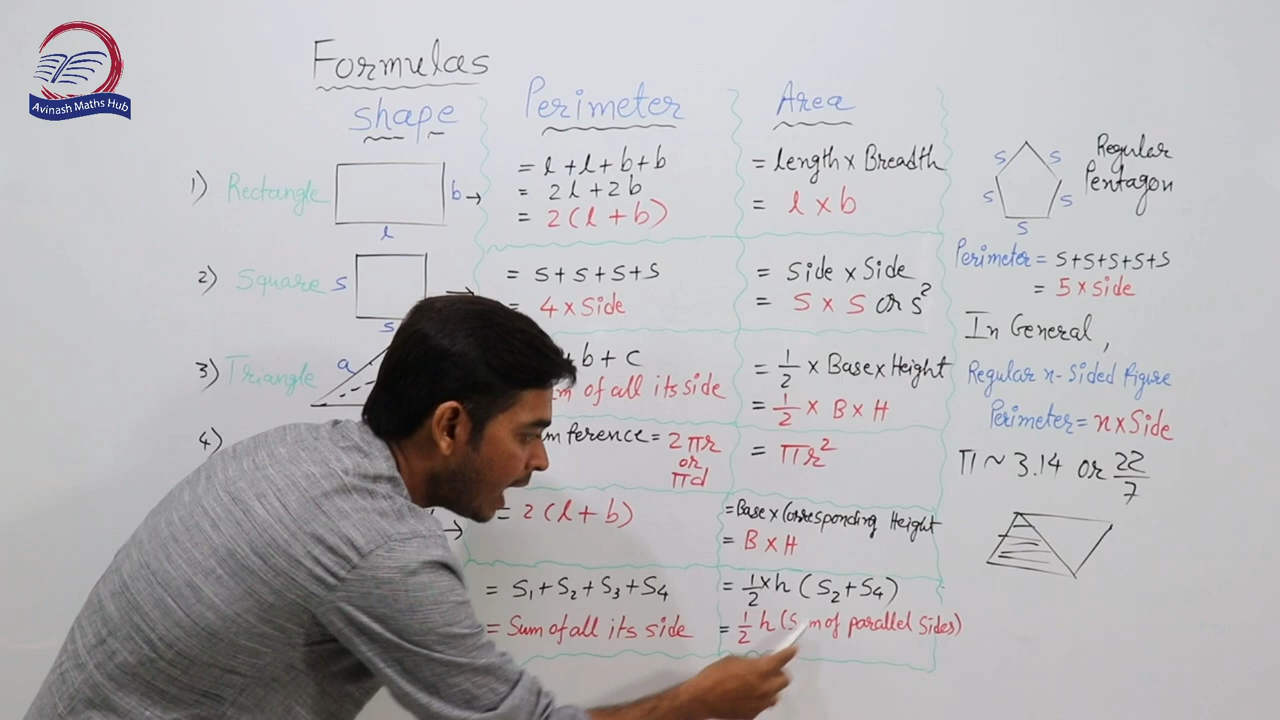 Avinash Maths Hub
Formulas
Shape
Perimeter
Area
1) Rectangle
b →
l
= l + l + b + b
= 2l + 2b
= 2 (l + b)
= length × Breadth
= l × b
2) Square
s
s
→
= s + s + s + s
= 4 × Side
= Side × Side
= S × S or s²
3) Triangle
a
+ b + c
of all its side
= 1/2 × Base × Height
= 1/2 × B × H
4)
= 2πr
or
πd
= πr²
→
= 2 (l + b)
= Base × Corresponding Height
= B × H
= S₁ + S₂ + S₃ + S₄
= Sum of all its side
= 1/2 × h (S₂ + S₄)
= 1/2 h (Sum of parallel Sides)
s s
s s
s
Regular
Pentagon
Perimeter = s+s+s+s+s
= 5 × side
In General,
Regular n-Sided Figure
Perimeter = n × Side
π ~ 3.14 or 22/7